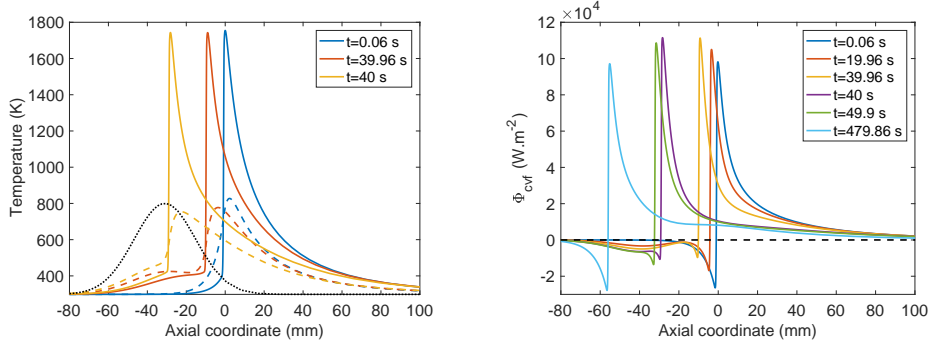 1800
1600
1400
1200
1000
800
600
400
Temperature (K)
-80 -60 -40 -20 0 20 40 60 80 100
Axial coordinate (mm)
t=0.06 s
t=39.96 s
t=40 s
×10⁴
12
10
8
6
4
2
0
-2
Φcvf (W.m⁻²)
-80 -60 -40 -20 0 20 40 60 80 100
Axial coordinate (mm)
t=0.06 s
t=19.96 s
t=39.96 s
t=40 s
t=49.9 s
t=479.86 s